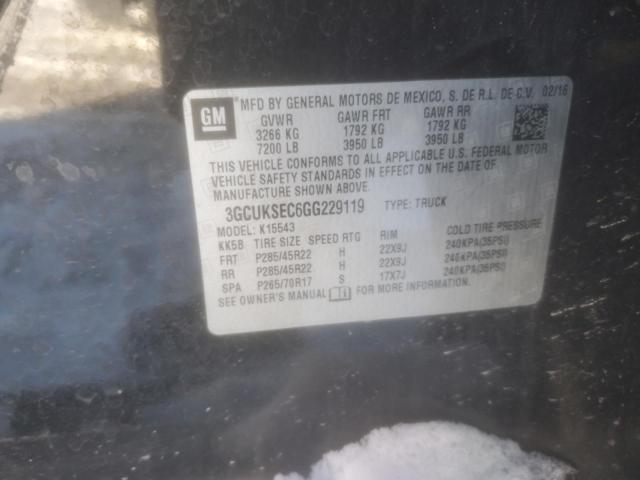 GM
MFD BY GENERAL MOTORS DE MEXICO, S. DE R.L. DE C.V. 02/16
GVWR GAWR FRT GAWR RR
3266 KG 1792 KG 1792 KG
7200 LB 3950 LB 3950 LB
THIS VEHICLE CONFORMS TO ALL APPLICABLE U.S. FEDERAL MOTOR
VEHICLE SAFETY STANDARDS IN EFFECT ON THE DATE OF
MANUFACTURE SHOWN ABOVE.
3GCUKSEC6GG229119 TYPE: TRUCK
MODEL: K15543
KK5B TIRE SIZE SPEED RTG RIM COLD TIRE PRESSURE
FRT P285/45R22 H 22X9J 240KPA(35PSI)
RR P285/45R22 H 22X9J 240KPA(35PSI)
SPA P265/70R17 S 17X7J 240KPA(35PSI)
SEE OWNER'S MANUAL FOR MORE INFORMATION.